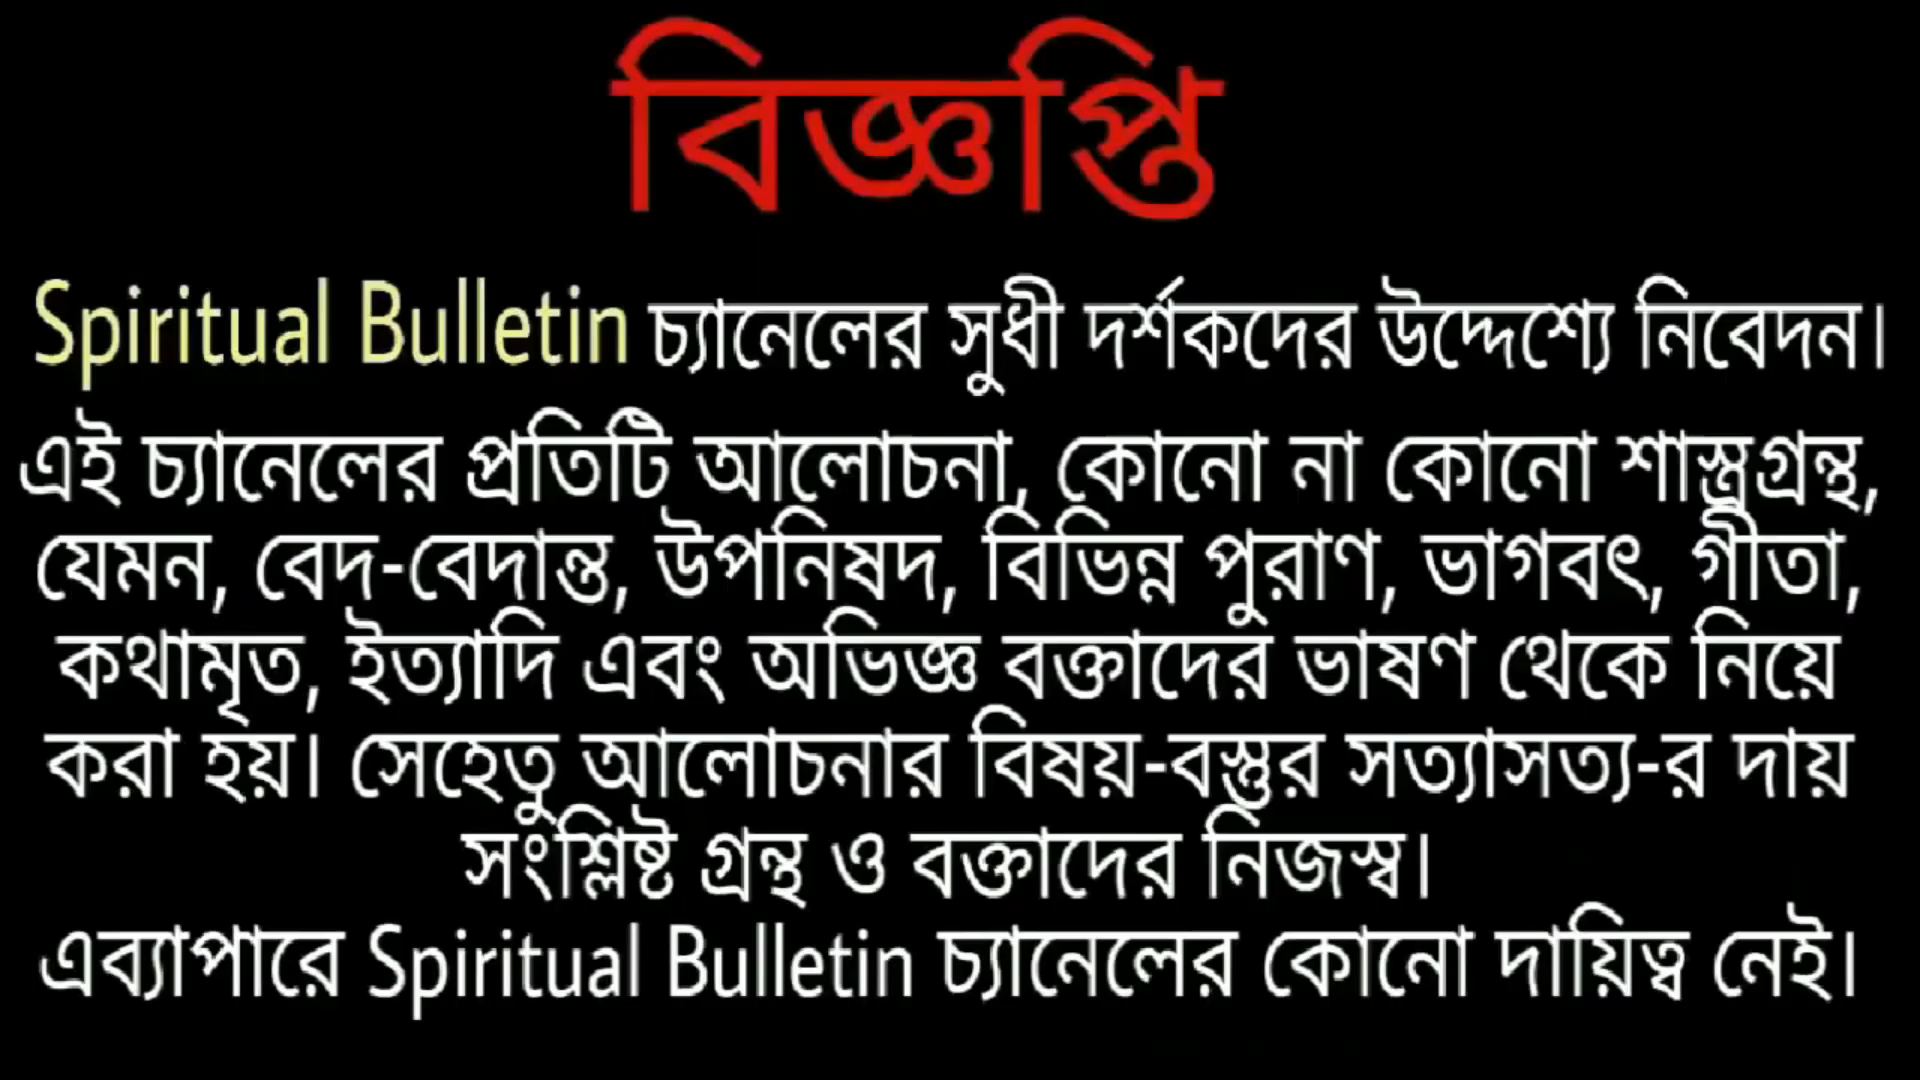 বিজ্ঞপ্তি
Spiritual Bulletin চ্যানেলের সুধী দর্শকদের উদ্দেশ্যে নিবেদন।
এই চ্যানেলের প্রতিটি আলোচনা, কোনো না কোনো শাস্ত্রগ্রন্থ,
যেমন, বেদ-বেদান্ত, উপনিষদ, বিভিন্ন পুরাণ, ভাগবৎ, গীতা,
কথামৃত, ইত্যাদি এবং অভিজ্ঞ বক্তাদের ভাষণ থেকে নিয়ে
করা হয়। সেহেতু আলোচনার বিষয়-বস্তুর সত্যাসত্য-র দায়
সংশ্লিষ্ট গ্রন্থ ও বক্তাদের নিজস্ব।
এব্যাপারে Spiritual Bulletin চ্যানেলের কোনো দায়িত্ব নেই।